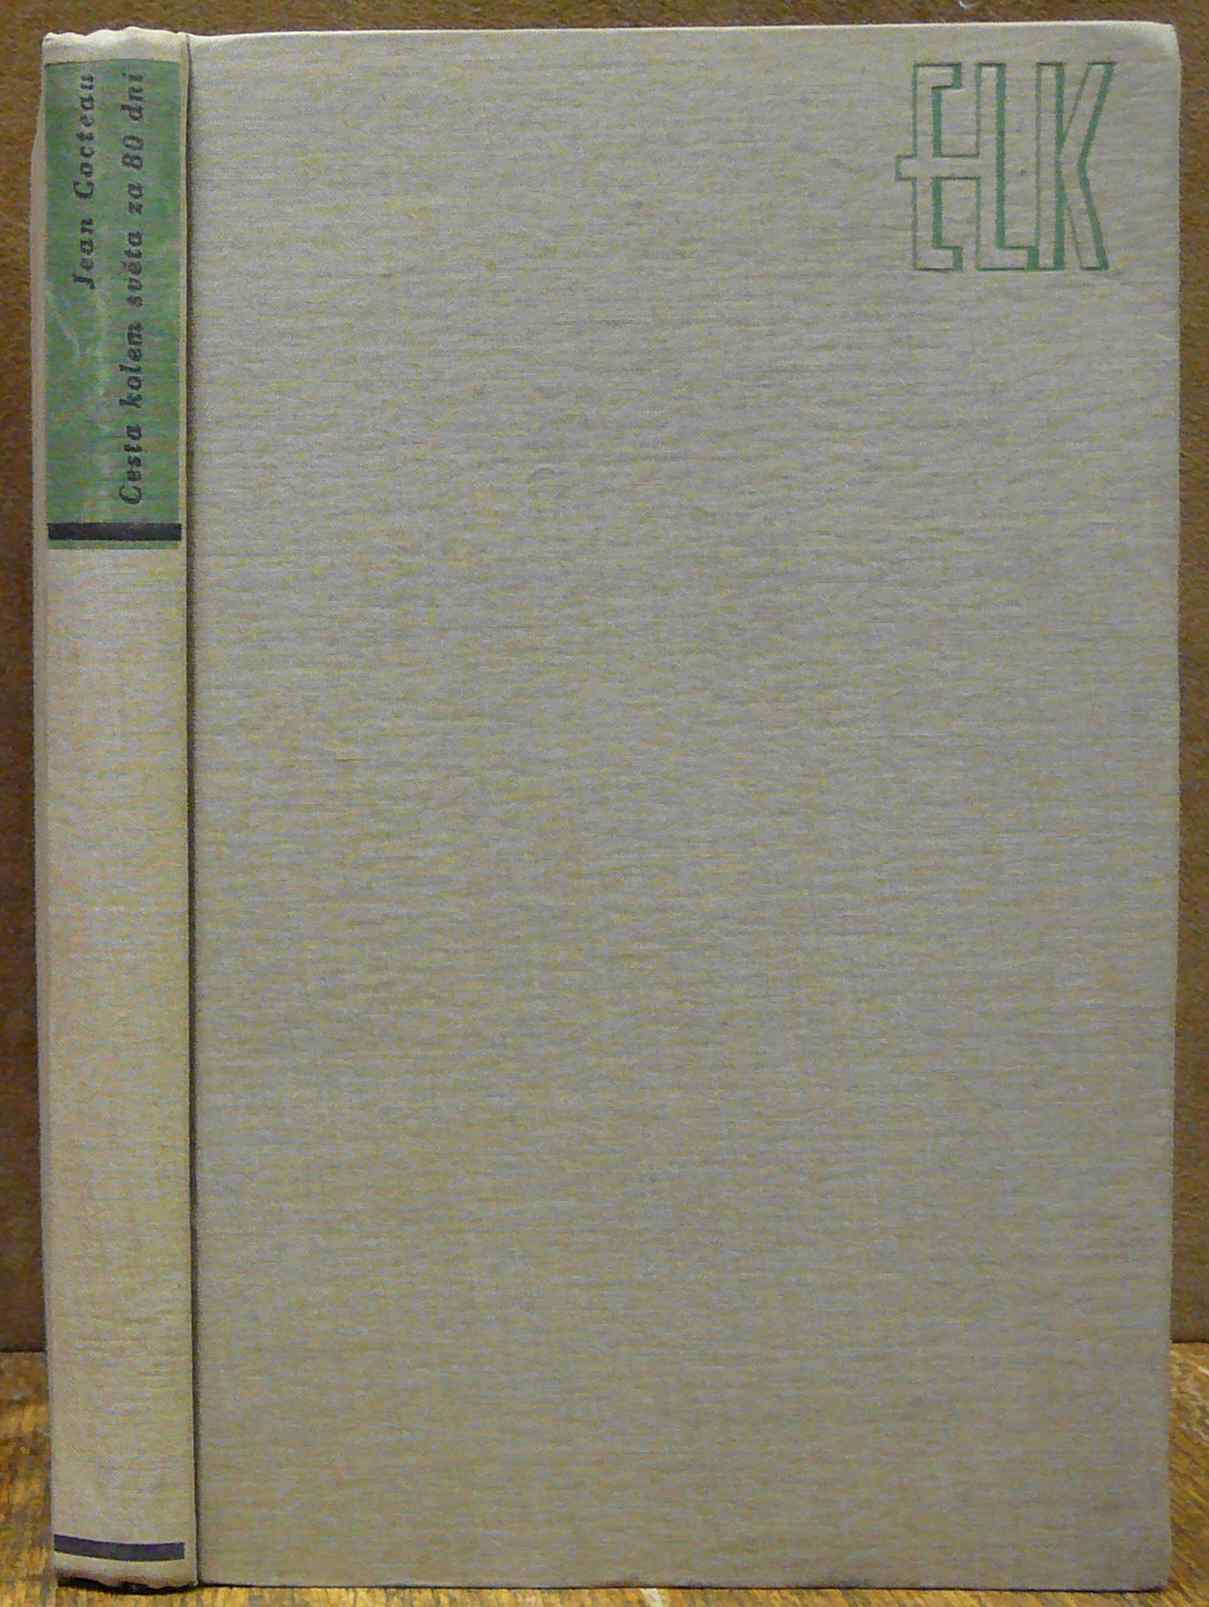 Jean Cocteau
Cesta kolem světa za 80 dní
ELK